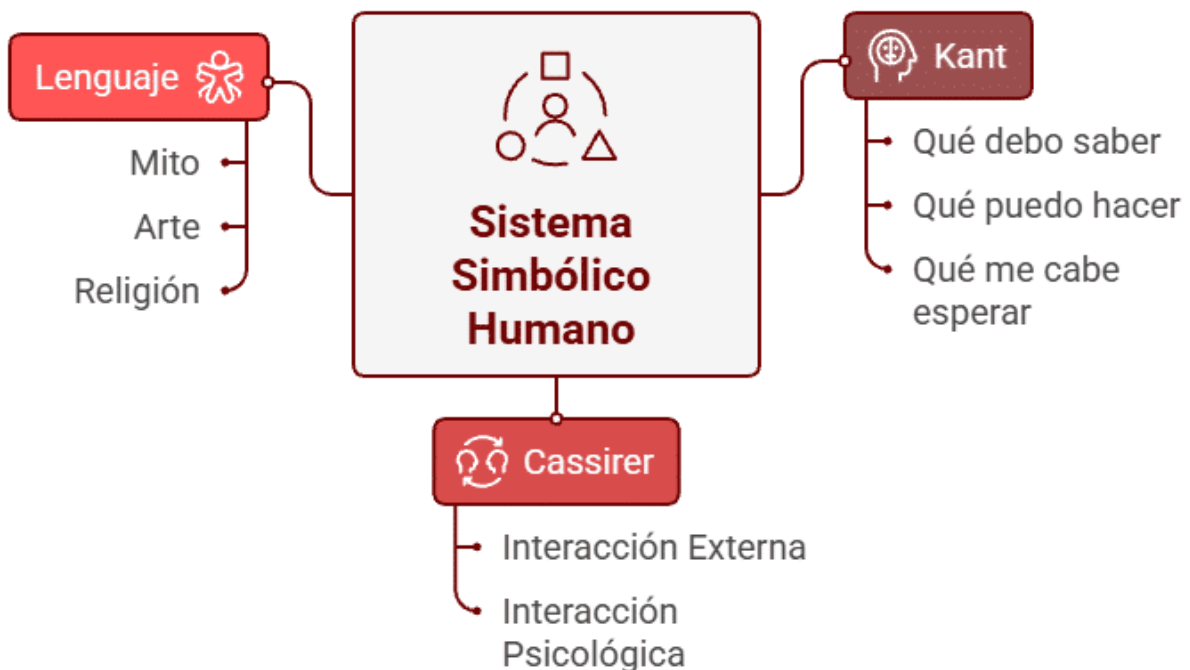 Lenguaje
Mito
Arte
Religión
Sistema
Simbólico
Humano
Kant
Qué debo saber
Qué puedo hacer
Qué me cabe
esperar
Cassirer
Interacción Externa
Interacción
Psicológica